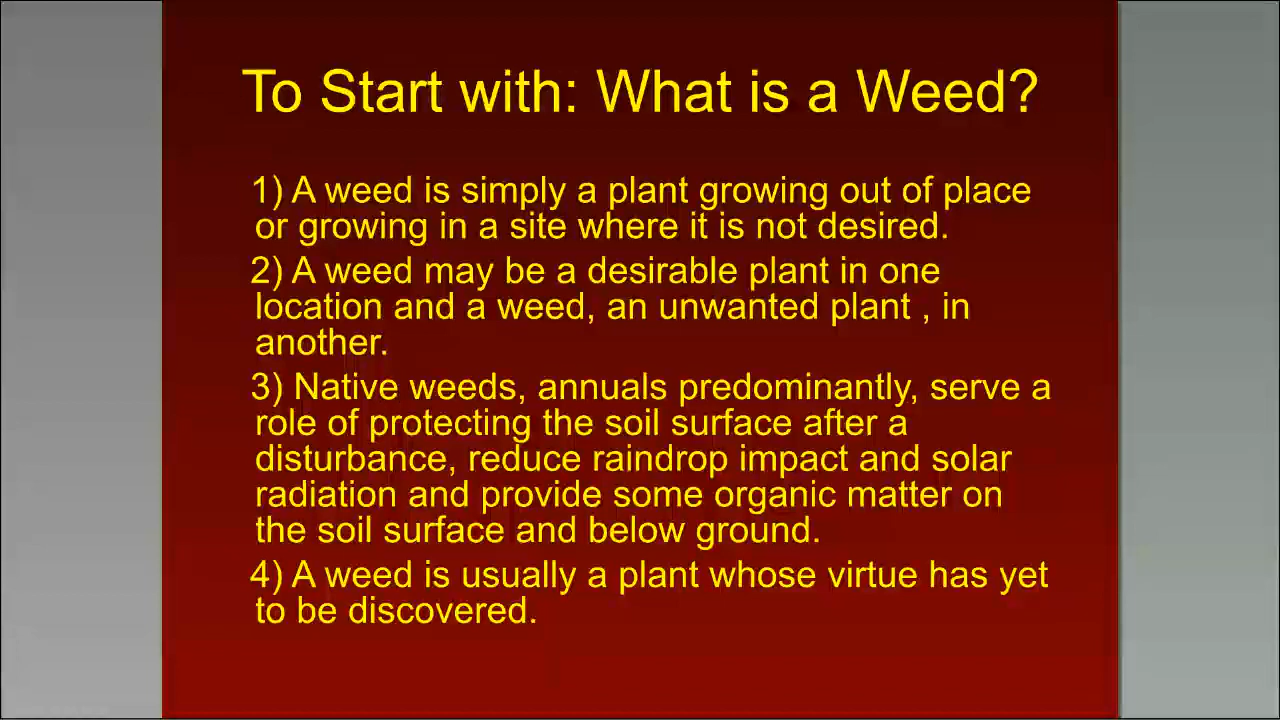 To Start with: What is a Weed?
1) A weed is simply a plant growing out of place
or growing in a site where it is not desired.
2) A weed may be a desirable plant in one
location and a weed, an unwanted plant , in
another.
3) Native weeds, annuals predominantly, serve a
role of protecting the soil surface after a
disturbance, reduce raindrop impact and solar
radiation and provide some organic matter on
the soil surface and below ground.
4) A weed is usually a plant whose virtue has yet
to be discovered.